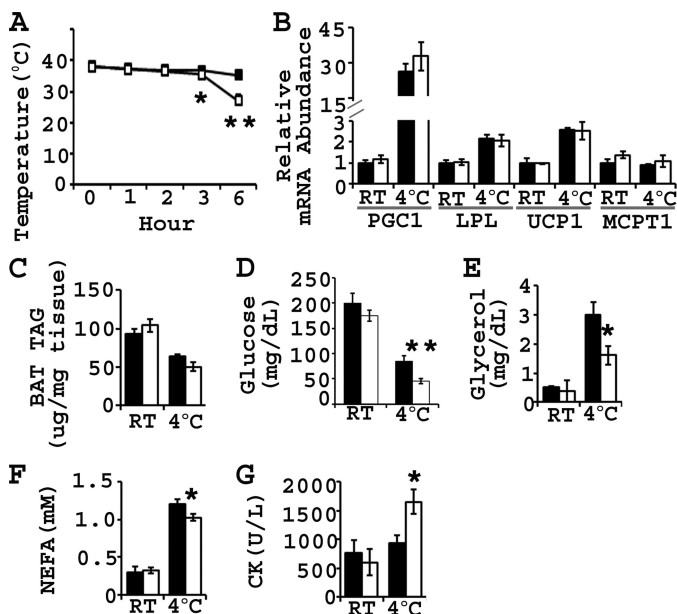 A
Temperature(°C)
40
30
20
10
0
0 1 2 3 6
*
**
Hour
B
Relative
mRNA Abundance
45
30
15
3
2
1
0
RT 4°C RT 4°C RT 4°C RT 4°C
PGC1 LPL UCP1 MCPT1
C
BAT TAG
(ug/mg tissue)
150
100
50
0
RT 4°C
D
Glucose
(mg/dL)
200
150
100
50
0
**
RT 4°C
E
Glycerol
(mg/dL)
4
3
2
1
0
*
RT 4°C
F
NEFA(mM)
1.5
1.0
0.5
0
*
RT 4°C
G
CK(U/L)
2000
1500
1000
500
0
*
RT 4°C